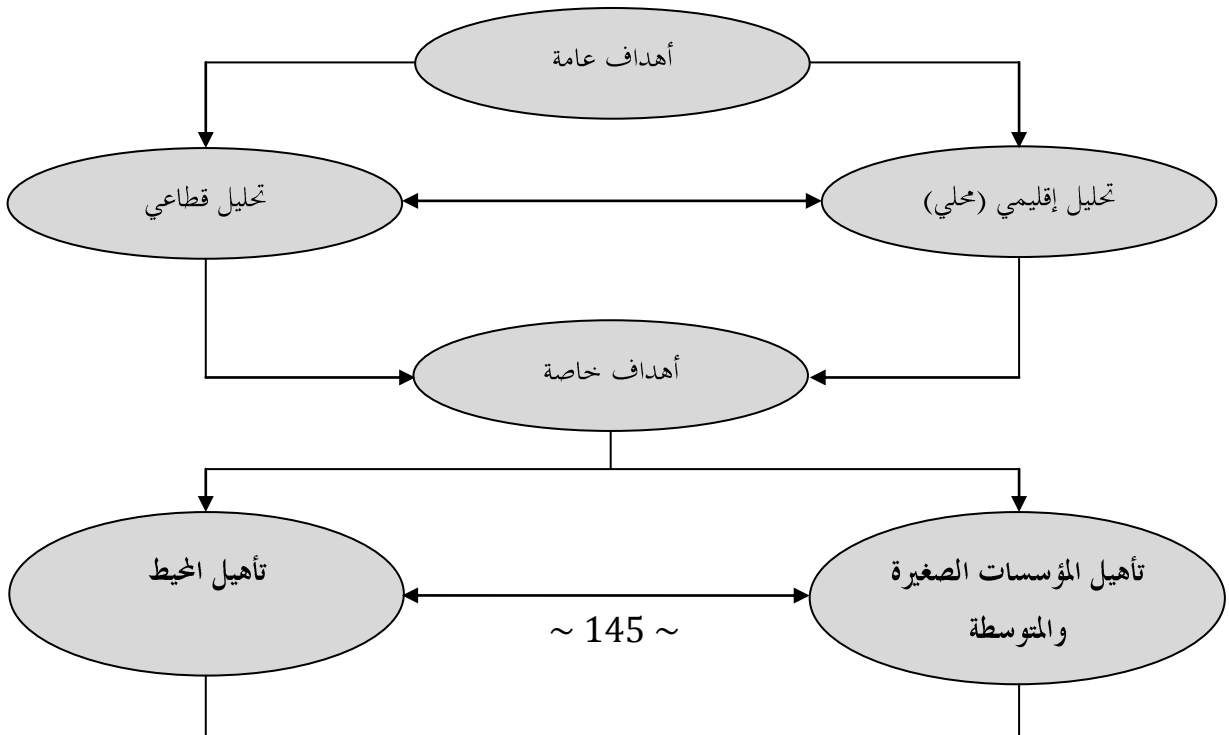 أهداف عامة
تحليل إقليمي (محلي)
تحليل قطاعي
أهداف خاصة
تأهيل المؤسسات الصغيرة
والمتوسطة
تأهيل المحيط
~ 145 ~